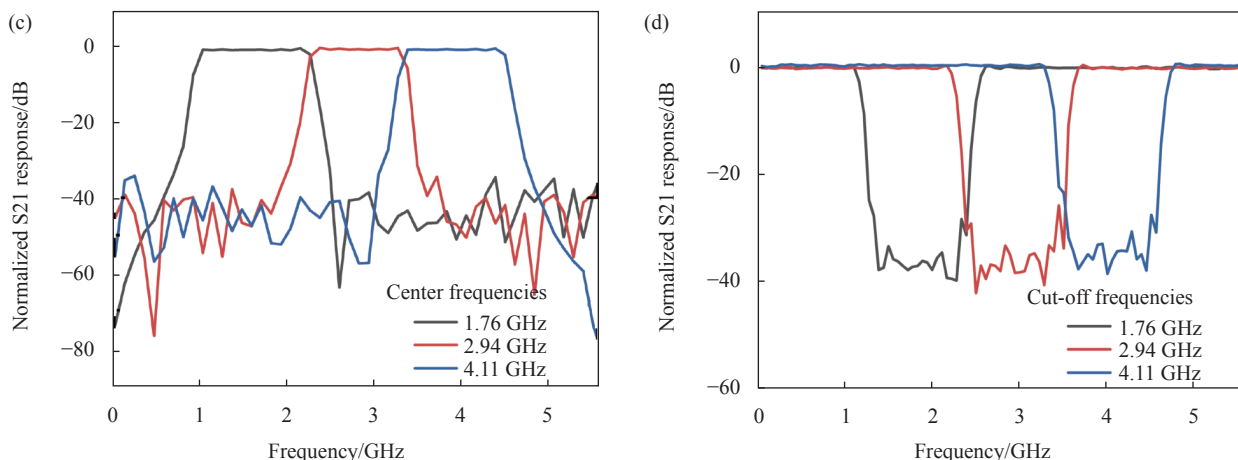 (c)
Normalized S21 response/dB
0
−20
−40
−60
−80
0 1 2 3 4 5
Frequency/GHz
Center frequencies
1.76 GHz
2.94 GHz
4.11 GHz
(d)
Normalized S21 response/dB
0
−20
−40
−60
0 1 2 3 4 5
Frequency/GHz
Cut-off frequencies
1.76 GHz
2.94 GHz
4.11 GHz